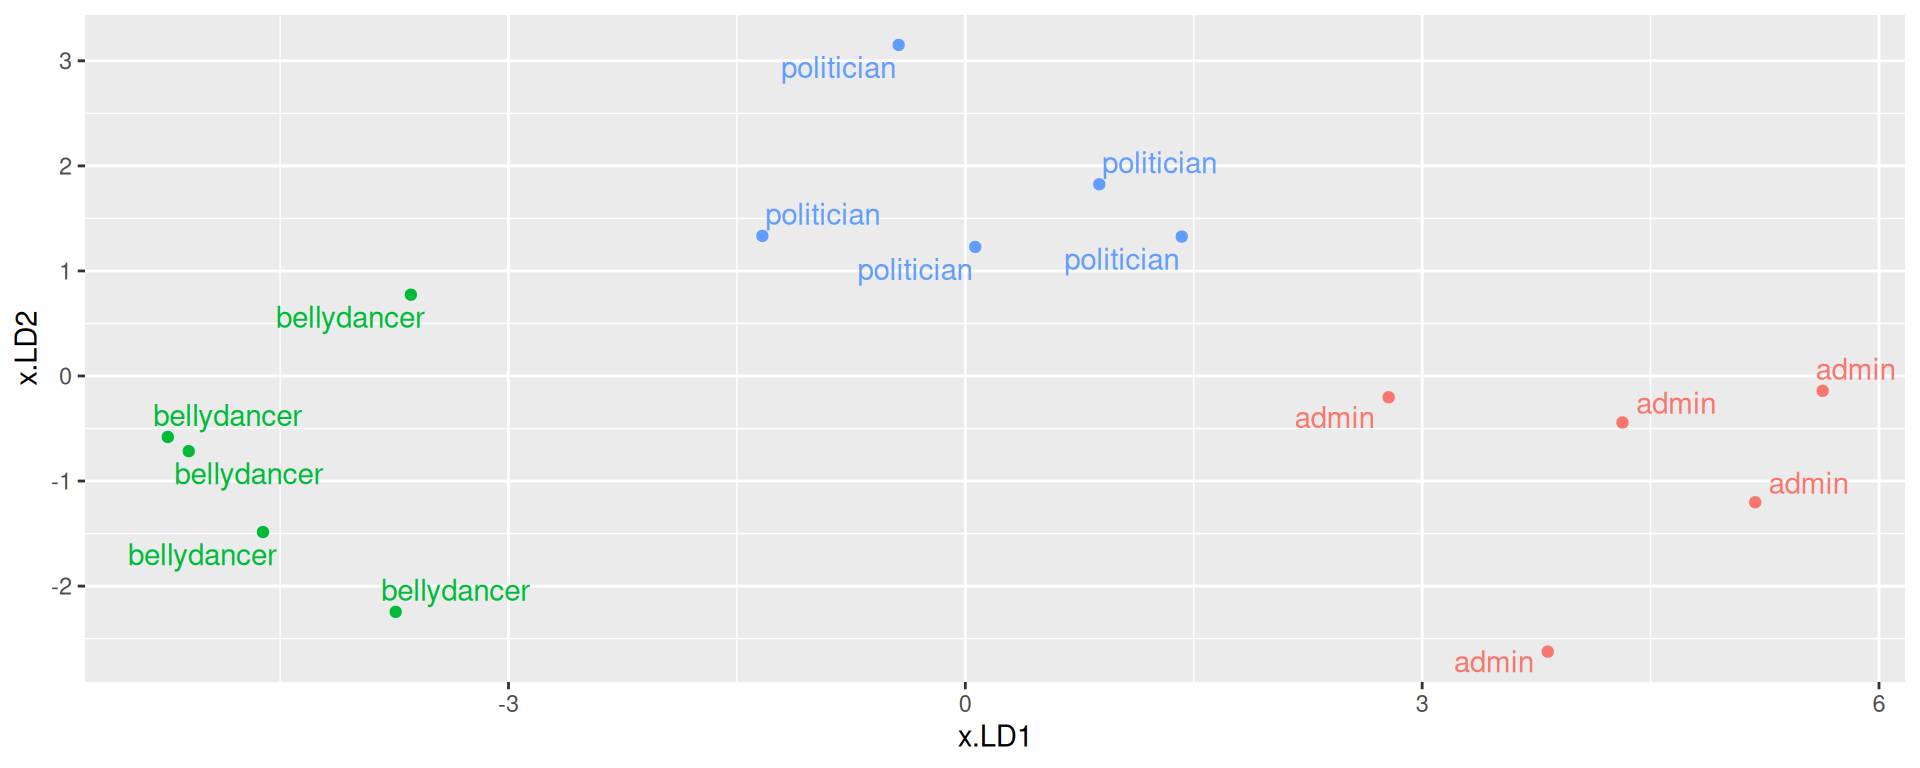 3
politician
2
politician
politician
politician
politician
1
bellydancer
x.LD2
0
admin
admin
admin
bellydancer
bellydancer
-1
admin
bellydancer
bellydancer
-2
admin
-3
0
3
6
x.LD1